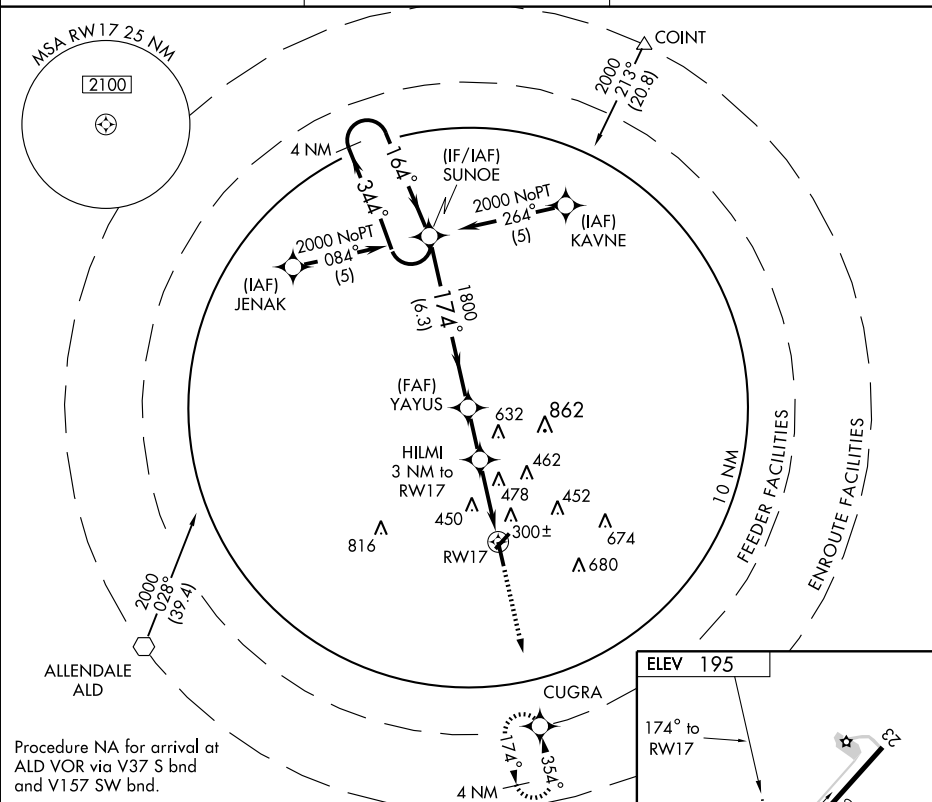 MSA RW17 25 NM
2100
COINT
2000
213°
(20.8)
4 NM
164°
344°
(IF/IAF)
SUNOE
2000 NoPT
264°
(5)
(IAF)
KAVNE
2000 NoPT
084°
(5)
(IAF)
JENAK
1800
174°
(6.3)
(FAF)
YAYUS
632
862
HILMI
3 NM to
RW17
462
478
452
450
300±
674
816
RW17
680
10 NM
FEEDER FACILITIES
ENROUTE FACILITIES
2000
028°
(39.4)
ALLENDALE
ALD
CUGRA
174°
354°
4 NM
Procedure NA for arrival at
ALD VOR via V37 S bnd
and V157 SW bnd.
ELEV 195
174° to
RW17
23